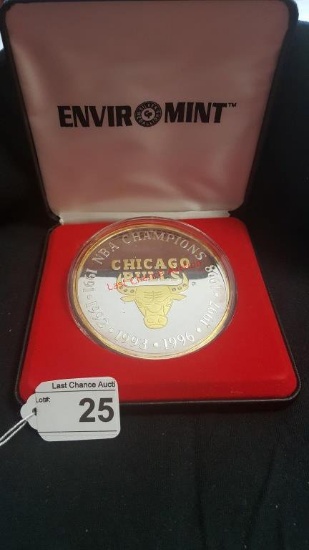 ENVIROMINT™
NBA CHAMPIONS
CHICAGO
BULLS
1991 • 1992 • 1993 • 1996 • 1997 • 1998
Last Chance Aucti
Lot#:
25